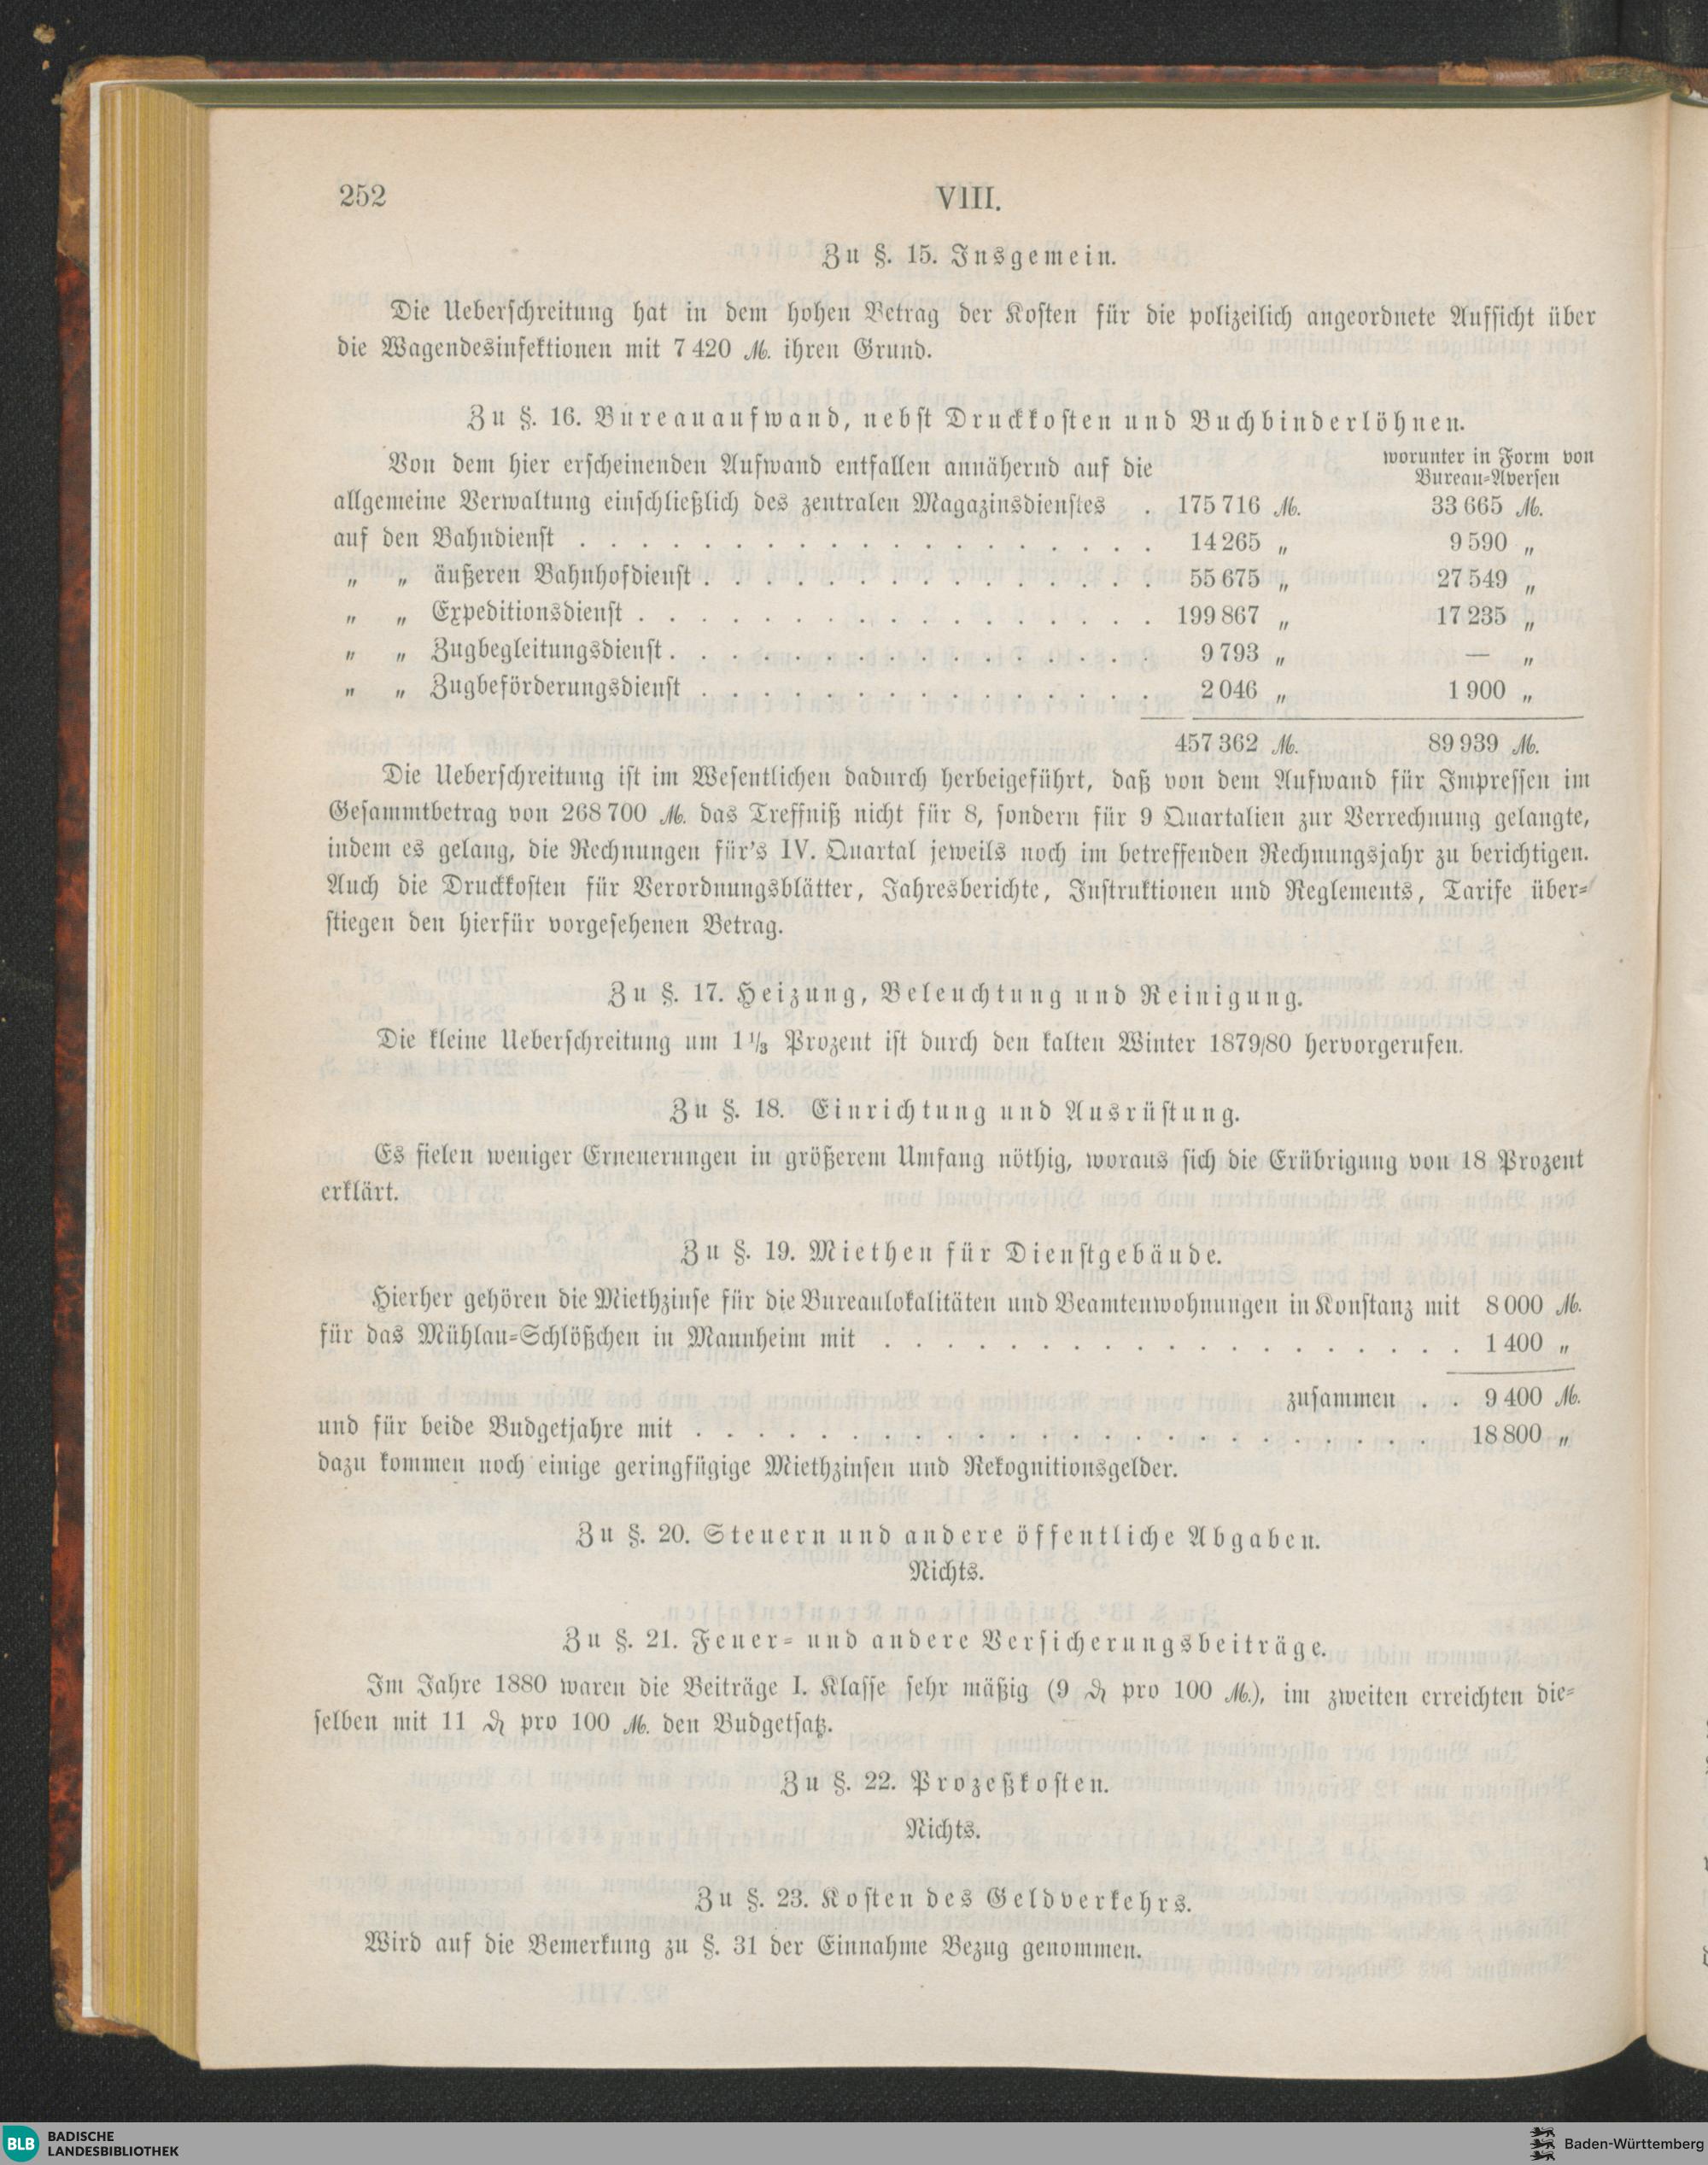 252
VIII.
Zu §. 15. Insgemein.
Die Ueberschreitung hat in dem hohen Betrag der Kosten für die polizeilich angeordnete Aufsicht über
die Wagendesinfektionen mit 7 420 ℳ. ihren Grund.
Zu §. 16. Büreauaufwand, nebst Druckkosten und Buchbinderlöhnen.
Von dem hier erscheinenden Aufwand entfallen annähernd auf die
worunter in Form von
Bureau-Aversen
allgemeine Verwaltung einschließlich des zentralen Magazinsdienstes . 175 716 ℳ. 33 665 ℳ.
auf den Bahndienst . . . . . . . . . . . . . . . . . . . 14 265 „ 9 590 „
„ „ äußeren Bahnhofdienst . . . . . . . . . . . . . . . 55 675 „ 27 549 „
„ „ Expeditionsdienst . . . . . . . . . . . . . . . . . 199 867 „ 17 235 „
„ „ Zugbegleitungsdienst . . . . . . . . . . . . . . . . 9 793 „ — „
„ „ Zugbeförderungsdienst . . . . . . . . . . . . . . . 2 046 „ 1 900 „
457 362 ℳ. 89 939 ℳ.
Die Ueberschreitung ist im Wesentlichen dadurch herbeigeführt, daß von dem Aufwand für Impressen im
Gesammtbetrag von 268 700 ℳ. das Treffniß nicht für 8, sondern für 9 Quartalien zur Verrechnung gelangte,
indem es gelang, die Rechnungen für's IV. Quartal jeweils noch im betreffenden Rechnungsjahr zu berichtigen.
Auch die Druckkosten für Verordnungsblätter, Jahresberichte, Instruktionen und Reglements, Tarife über-
stiegen den hierfür vorgesehenen Betrag.
Zu §. 17. Heizung, Beleuchtung und Reinigung.
Die kleine Ueberschreitung um 1 1/3 Prozent ist durch den kalten Winter 1879/80 hervorgerufen.
Zu §. 18. Einrichtung und Ausrüstung.
Es fielen weniger Erneuerungen in größerem Umfang nöthig, woraus sich die Erübrigung von 18 Prozent
erklärt.
Zu §. 19. Miethen für Dienstgebäude.
Hierher gehören die Miethzinse für die Bureaulokalitäten und Beamtenwohnungen in Konstanz mit 8 000 ℳ.
für das Mühlau-Schlößchen in Mannheim mit . . . . . . . . . . . . . . . . . . . 1 400 „
zusammen . . 9 400 ℳ.
und für beide Budgetjahre mit . . . . . . . . . . . . . . . . . . . . . . . . 18 800 „
dazu kommen noch einige geringfügige Miethzinsen und Rekognitionsgelder.
Zu §. 20. Steuern und andere öffentliche Abgaben.
Nichts.
Zu §. 21. Feuer- und andere Versicherungsbeiträge.
Im Jahre 1880 waren die Beiträge I. Klasse sehr mäßig (9 ₰ pro 100 ℳ.), im zweiten erreichten die-
selben mit 11 ₰ pro 100 ℳ. den Budgetsatz.
Zu §. 22. Prozeßkosten.
Nichts.
Zu §. 23. Kosten des Geldverkehrs.
Wird auf die Bemerkung zu §. 31 der Einnahme Bezug genommen.
BLB BADISCHE
LANDESBIBLIOTHEK
Baden-Württemberg